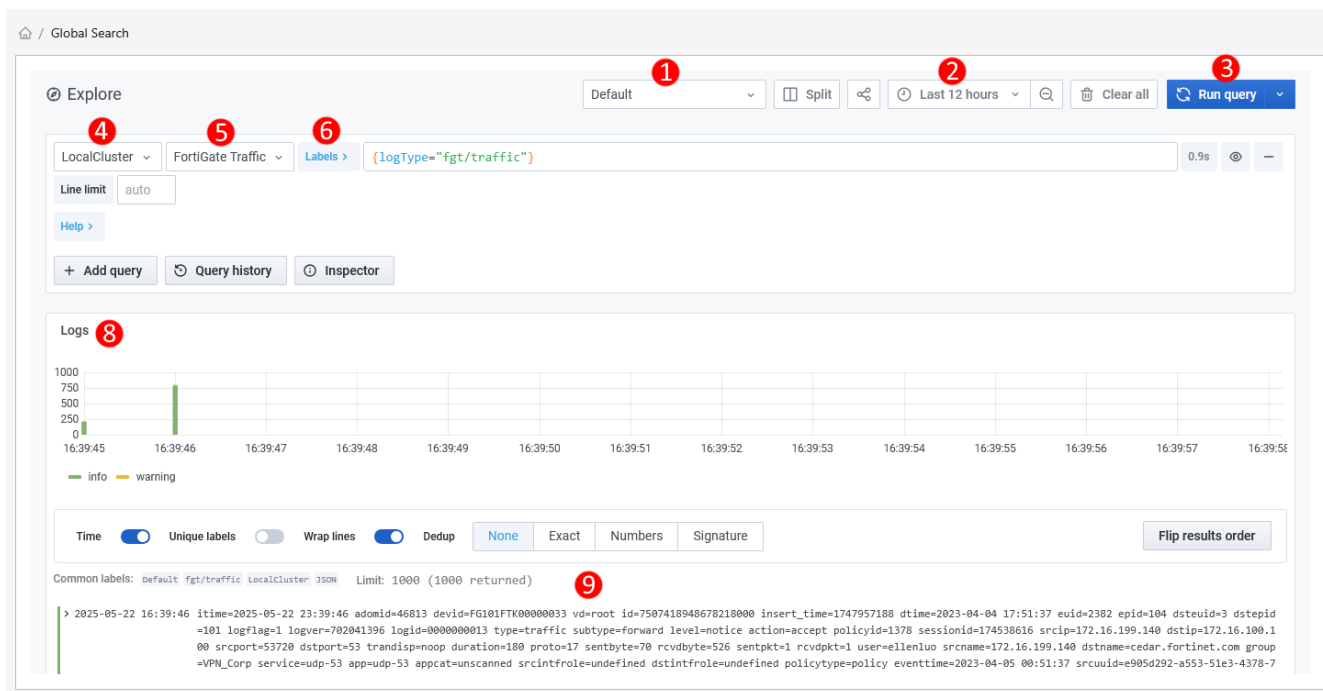 / Global Search
1 2 3
Explore Default Split Last 12 hours Clear all Run query
4 5 6
LocalCluster FortiGate Traffic Labels > {logType="fgt/traffic"} 0.9s
Line limit auto
Help >
+ Add query Query history Inspector
Logs 8
1000
750
500
250
0
16:39:45 16:39:46 16:39:47 16:39:48 16:39:49 16:39:50 16:39:51 16:39:52 16:39:53 16:39:54 16:39:55 16:39:56 16:39:57 16:39:58
info warning
Time Unique labels Wrap lines Dedup None Exact Numbers Signature Flip results order
Common labels: Default fgt/traffic LocalCluster JSON Limit: 1000 (1000 returned) 9
> 2025-05-22 16:39:46 itime=2025-05-22 23:39:46 adomid=46813 devid=FG101FTK00000033 vd=root id=7507418948678218000 insert_time=1747957188 dtime=2023-04-04 17:51:37 euid=2382 epid=104 dsteuid=3 dstepid
=101 logflag=1 logver=702041396 logid=0000000013 type=traffic subtype=forward level=notice action=accept policyid=1378 sessionid=174538616 srcip=172.16.199.140 dstip=172.16.100.1
00 srcport=53720 dstport=53 trandisp=noop duration=180 proto=17 sentbyte=70 rcvdbyte=526 sentpkt=1 rcvdpkt=1 user=ellenluo srcname=172.16.199.140 dstname=cedar.fortinet.com group
=VPN_Corp service=udp-53 app=udp-53 appcat=unscanned srcintfrole=undefined dstintfrole=undefined policytype=policy eventtime=2023-04-05 00:51:37 srcuuid=e905d292-a553-51e3-4378-7